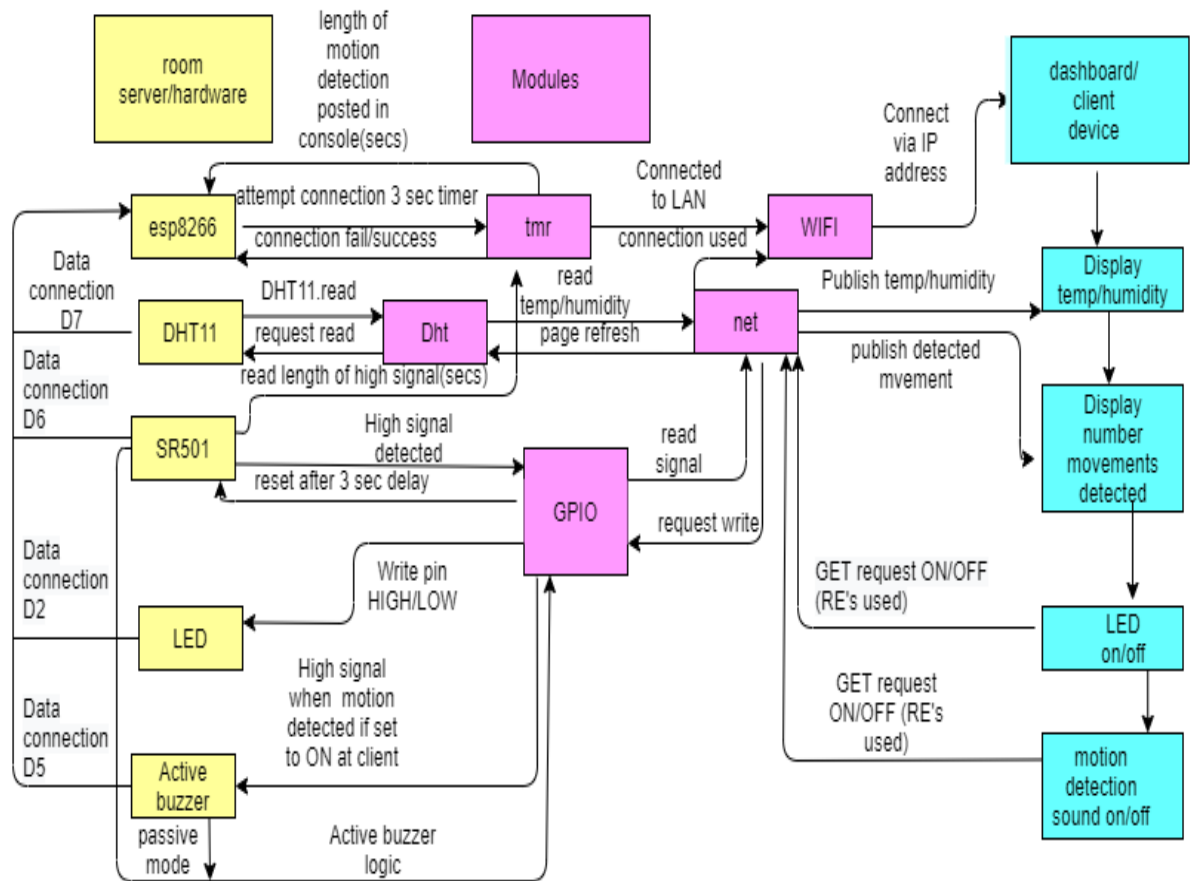 length of
motion
detection
posted in
console(secs)
room
server/hardware
Modules
dashboard/
client
device
Connect
via IP
address
attempt connection 3 sec timer
esp8266
connection fail/success
tmr
Connected
to LAN
connection used
WIFI
Data
connection
D7
DHT11.read
DHT11
request read
Dht
read
temp/humidity
page refresh
net
Publish temp/humidity
Display
temp/humidity
publish detected
mvement
Data
connection
D6
read length of high signal(secs)
SR501
High signal
detected
reset after 3 sec delay
GPIO
read
signal
request write
Display
number
movements
detected
Data
connection
D2
Write pin
HIGH/LOW
LED
GET request ON/OFF
(RE's used)
LED
on/off
High signal
when motion
detected if set
to ON at client
GET request
ON/OFF (RE's
used)
Data
connection
D5
Active
buzzer
motion
detection
sound on/off
passive
mode
Active buzzer
logic